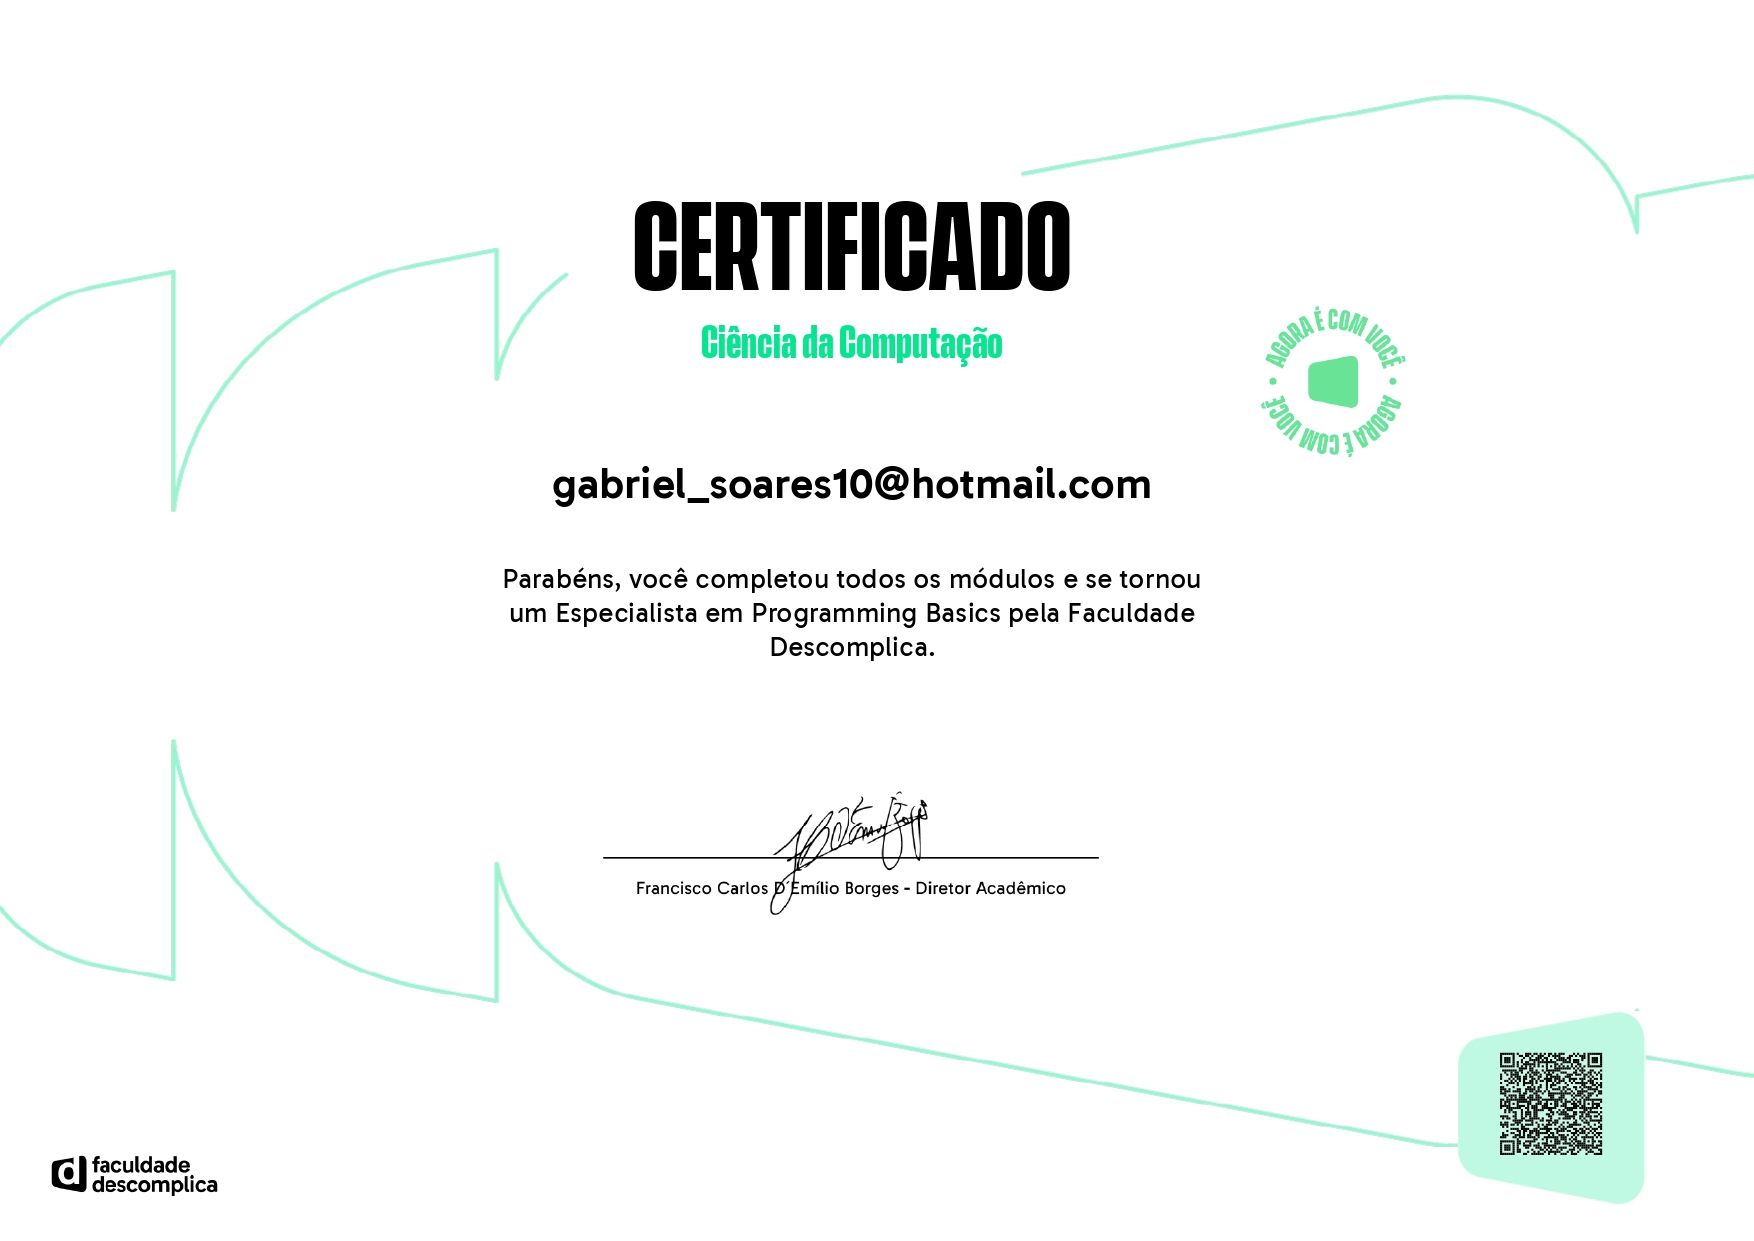 CERTIFICADO
Ciência da Computação
AGORA É COM VOCÊ • AGORA É COM VOCÊ •
gabriel_soares10@hotmail.com
Parabéns, você completou todos os módulos e se tornou
um Especialista em Programming Basics pela Faculdade
Descomplica.
Francisco Carlos D´Emílio Borges - Diretor Acadêmico
d faculdade
descomplica